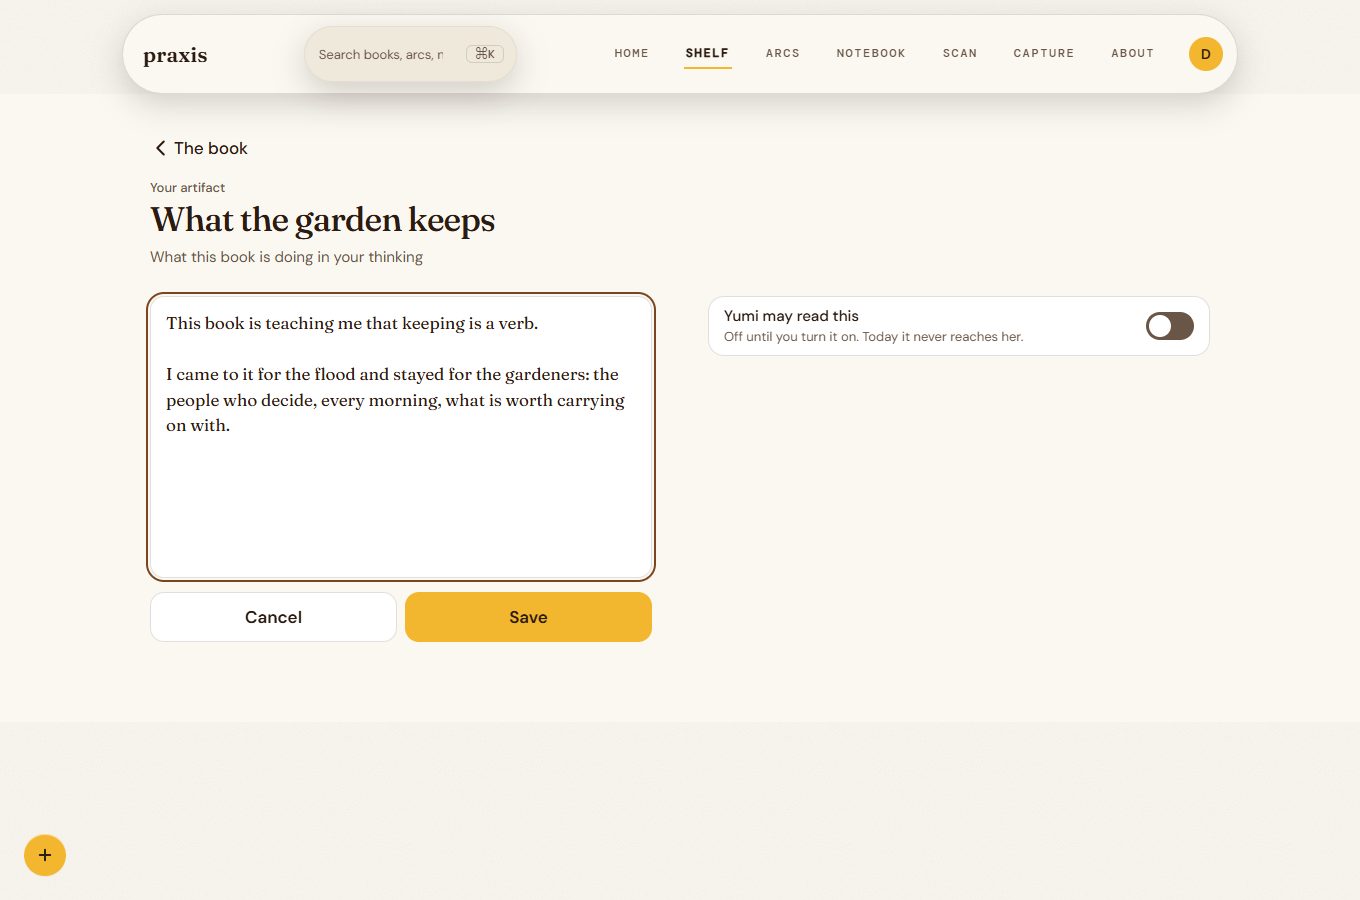 praxis
Search books, arcs, n
⌘K
HOME
SHELF
ARCS
NOTEBOOK
SCAN
CAPTURE
ABOUT
D
The book
Your artifact
What the garden keeps
What this book is doing in your thinking
This book is teaching me that keeping is a verb.
I came to it for the flood and stayed for the gardeners: the
people who decide, every morning, what is worth carrying
on with.
Yumi may read this
Off until you turn it on. Today it never reaches her.
Cancel
Save
+